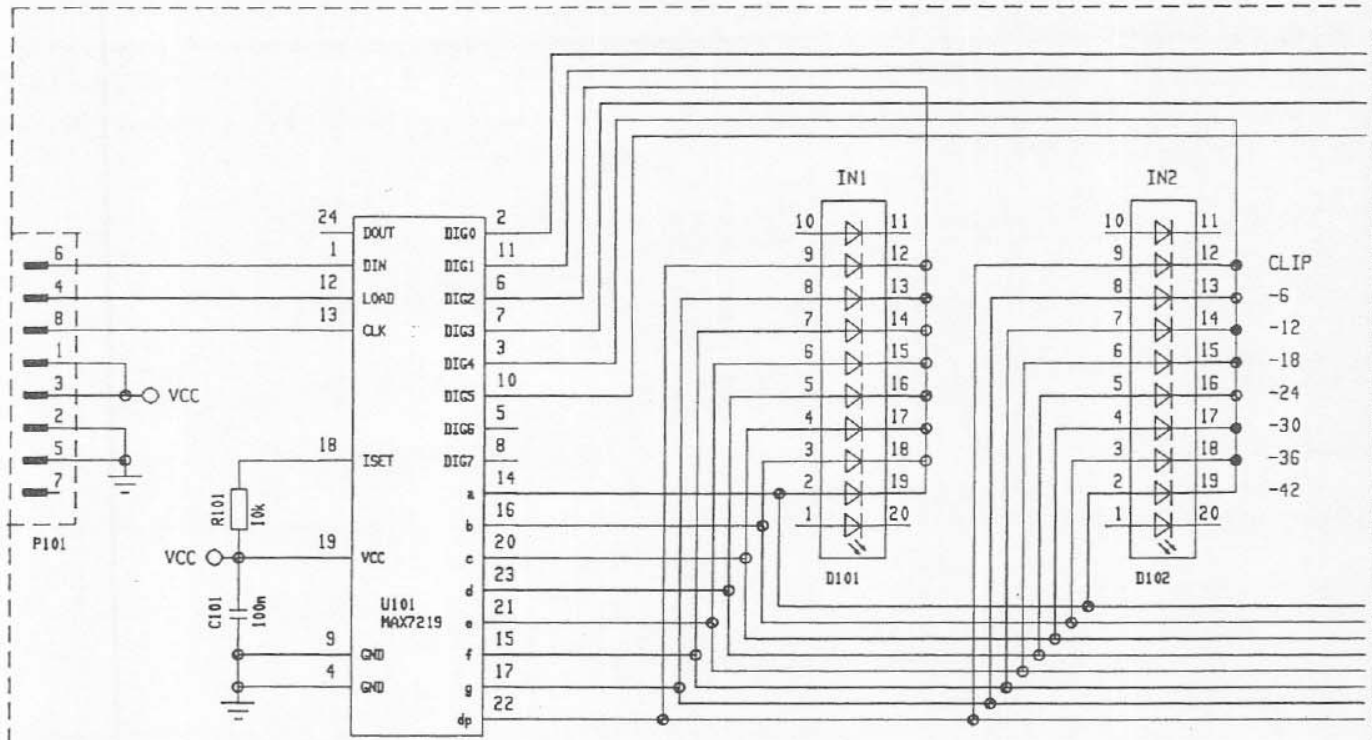 IN1
IN2
24 DOUT DIG0 2
1 DIN DIG1 11
12 LOAD DIG2 6
13 CLK DIG3 7
DIG4 3
DIG5 10
DIG6 5
18 ISET DIG7 8
a 14
b 16
19 VCC c 20
d 23
e 21
9 GND f 15
4 GND g 17
dp 22
U101
MAX7219
6
4
8
1
3
2
5
7
P101
VCC
R101
10k
VCC
C101
100n
10 11
9 12
8 13
7 14
6 15
5 16
4 17
3 18
2 19
1 20
D101
10 11
9 12
8 13
7 14
6 15
5 16
4 17
3 18
2 19
1 20
D102
CLIP
-6
-12
-18
-24
-30
-36
-42